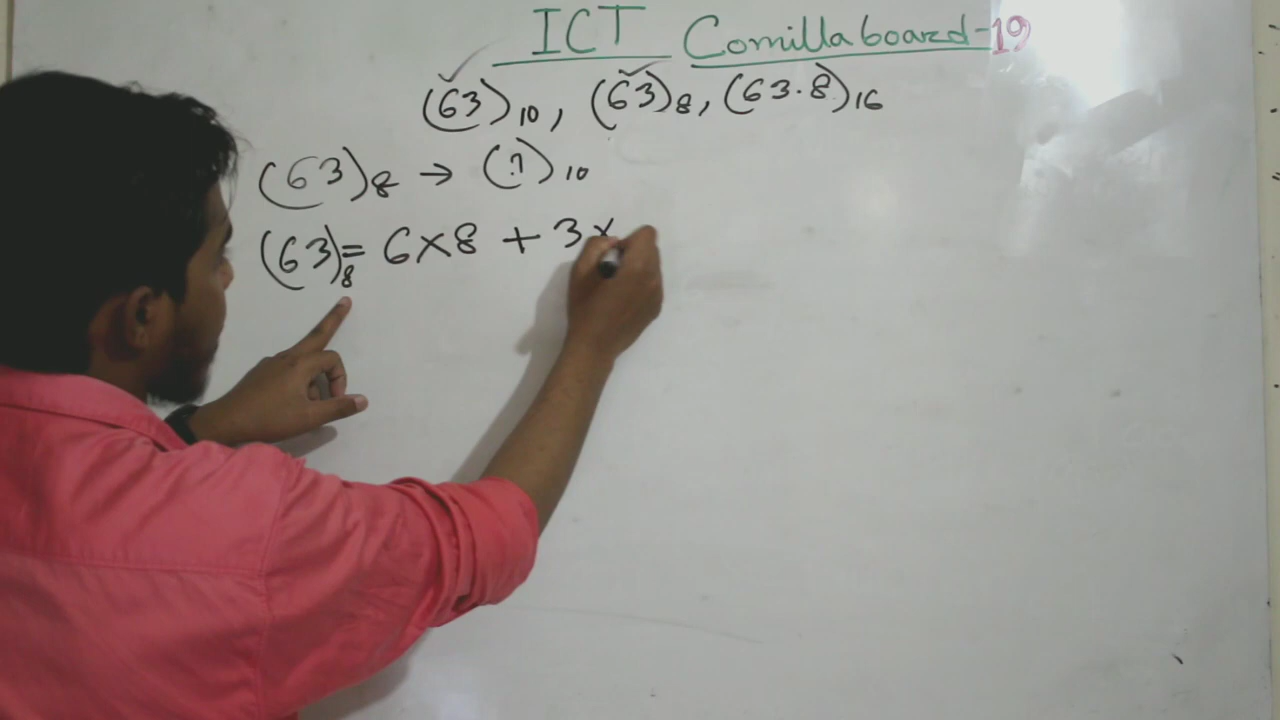 ICT Comilla board-19
(63)₁₀, (63)₈, (63.8)₁₆
(63)₈ → (?)₁₀
(63)₈ = 6×8 + 3×